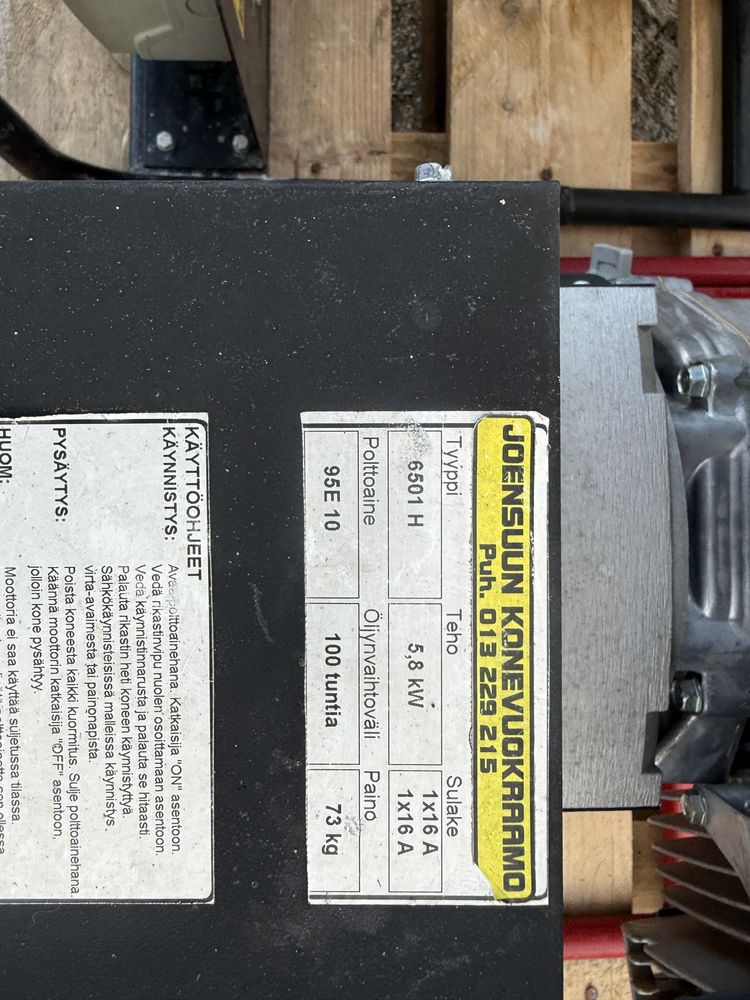 JOENSUUN KONEVUOKRAAMO
Puh. 013 229 215
Tyyppi Teho Sulake
6501 H 5,8 kW 1x16 A
1x16 A
Polttoaine Öljynvaihtoväli Paino
95E 10 100 tuntia 73 kg
KÄYTTÖOHJEET
KÄYNNISTYS: Avaa polttoainehana. Katkaisija "ON" asentoon.
Vedä rikastinvipu nuolen osoittamaan asentoon.
Vedä käynnistinnarusta ja palauta se hitaasti.
Palauta rikastin heti koneen käynnistyttyä.
Sähkökäynnisteisissä malleissa käynnistys,
virta-avaimesta tai painonapista.
PYSÄYTYS: Poista koneesta kaikki kuormitus. Sulje polttoainehana.
Käännä moottorin katkaisija "OFF" asentoon,
jolloin kone pysähtyy.
HUOM: Moottoria ei saa käyttää suljetussa tilassa.